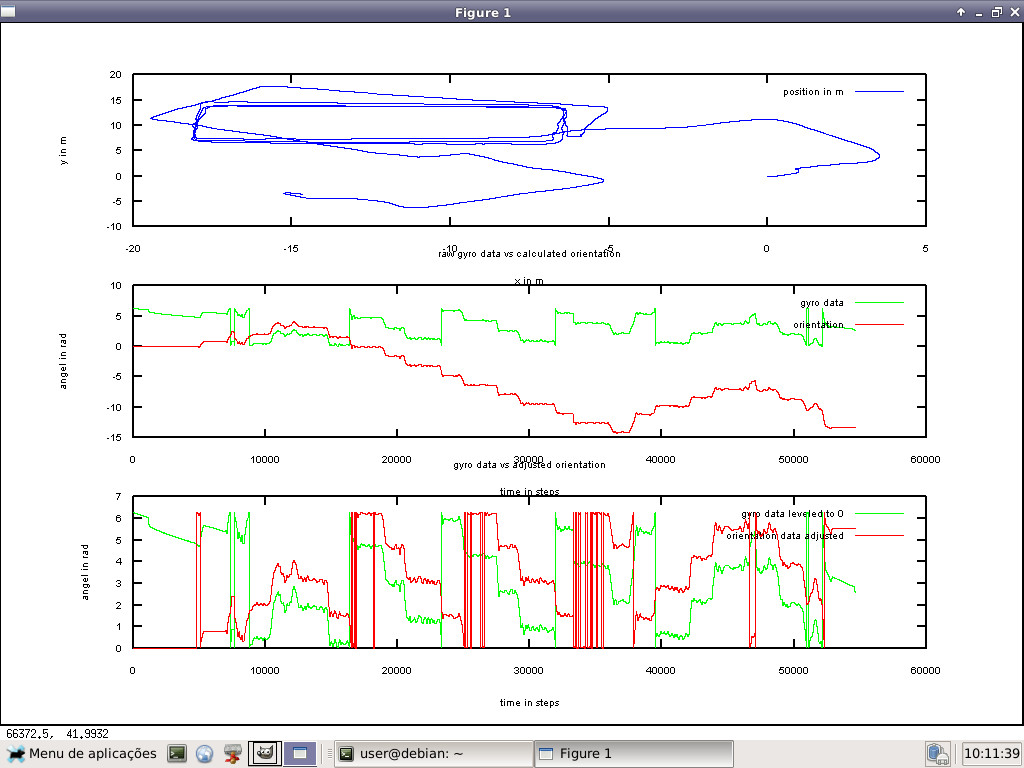 Figure 1
20
15
10
5
0
-5
-10
y in m
position in m
-20
-15
-10
-5
0
5
x in m
raw gyro data vs calculated orientation
10
5
0
-5
-10
-15
angel in rad
gyro data
orientation
0
10000
20000
30000
40000
50000
60000
time in steps
gyro data vs adjusted orientation
7
6
5
4
3
2
1
0
angel in rad
gyro data leveled to 0
orientation data adjusted
0
10000
20000
30000
40000
50000
60000
time in steps
66372.5, 41.9932
Menu de aplicações
user@debian: ~
Figure 1
10:11:39